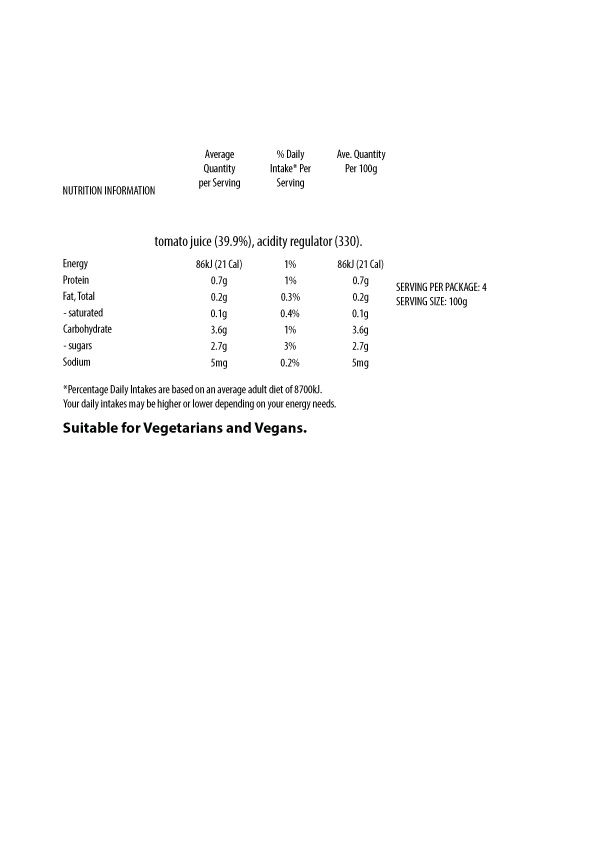 Average
Quantity
per Serving
% Daily
Intake* Per
Serving
Ave. Quantity
Per 100g
NUTRITION INFORMATION
tomato juice (39.9%), acidity regulator (330).
Energy 86kJ (21 Cal) 1% 86kJ (21 Cal)
Protein 0.7g 1% 0.7g
Fat, Total 0.2g 0.3% 0.2g
- saturated 0.1g 0.4% 0.1g
Carbohydrate 3.6g 1% 3.6g
- sugars 2.7g 3% 2.7g
Sodium 5mg 0.2% 5mg
SERVING PER PACKAGE: 4
SERVING SIZE: 100g
*Percentage Daily Intakes are based on an average adult diet of 8700kJ.
Your daily intakes may be higher or lower depending on your energy needs.
Suitable for Vegetarians and Vegans.